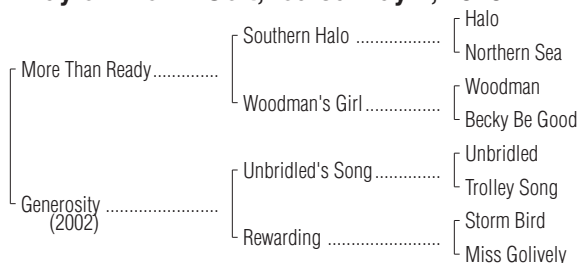 Halo
Southern Halo ..................
Northern Sea
More Than Ready..............
Woodman
Woodman's Girl................
Becky Be Good
Unbridled
Unbridled's Song..............
Trolley Song
Generosity ........................
(2002)
Storm Bird
Rewarding ........................
Miss Golively